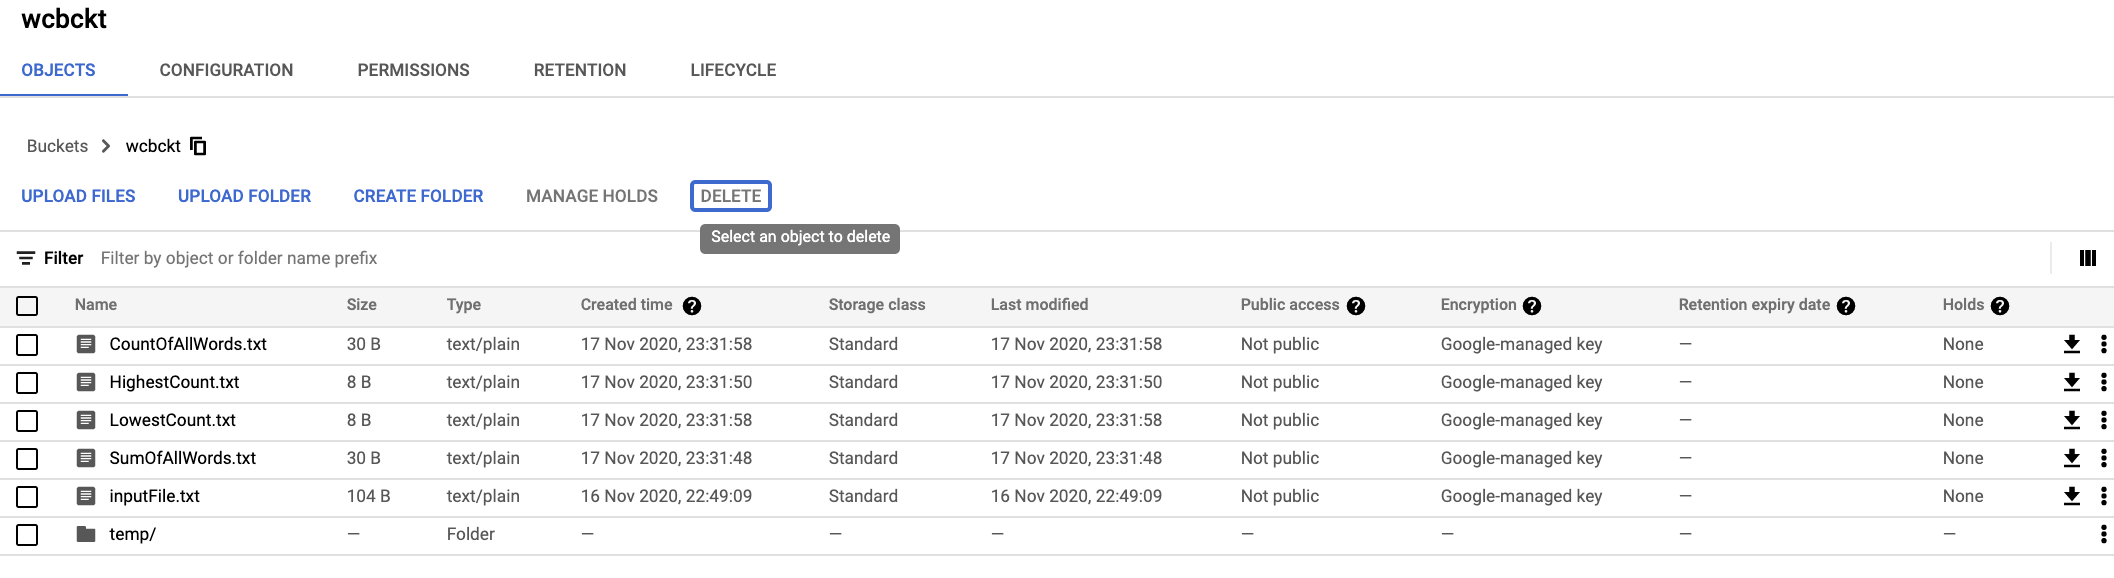 wcbckt
OBJECTS CONFIGURATION PERMISSIONS RETENTION LIFECYCLE
Buckets wcbckt
UPLOAD FILES UPLOAD FOLDER CREATE FOLDER MANAGE HOLDS DELETE
Select an object to delete
Filter Filter by object or folder name prefix
Name Size Type Created time Storage class Last modified Public access Encryption Retention expiry date Holds
CountOfAllWords.txt 30 B text/plain 17 Nov 2020, 23:31:58 Standard 17 Nov 2020, 23:31:58 Not public Google-managed key — None
HighestCount.txt 8 B text/plain 17 Nov 2020, 23:31:50 Standard 17 Nov 2020, 23:31:50 Not public Google-managed key — None
LowestCount.txt 8 B text/plain 17 Nov 2020, 23:31:58 Standard 17 Nov 2020, 23:31:58 Not public Google-managed key — None
SumOfAllWords.txt 30 B text/plain 17 Nov 2020, 23:31:48 Standard 17 Nov 2020, 23:31:48 Not public Google-managed key — None
inputFile.txt 104 B text/plain 16 Nov 2020, 22:49:09 Standard 16 Nov 2020, 22:49:09 Not public Google-managed key — None
temp/ — Folder — — — — — — —